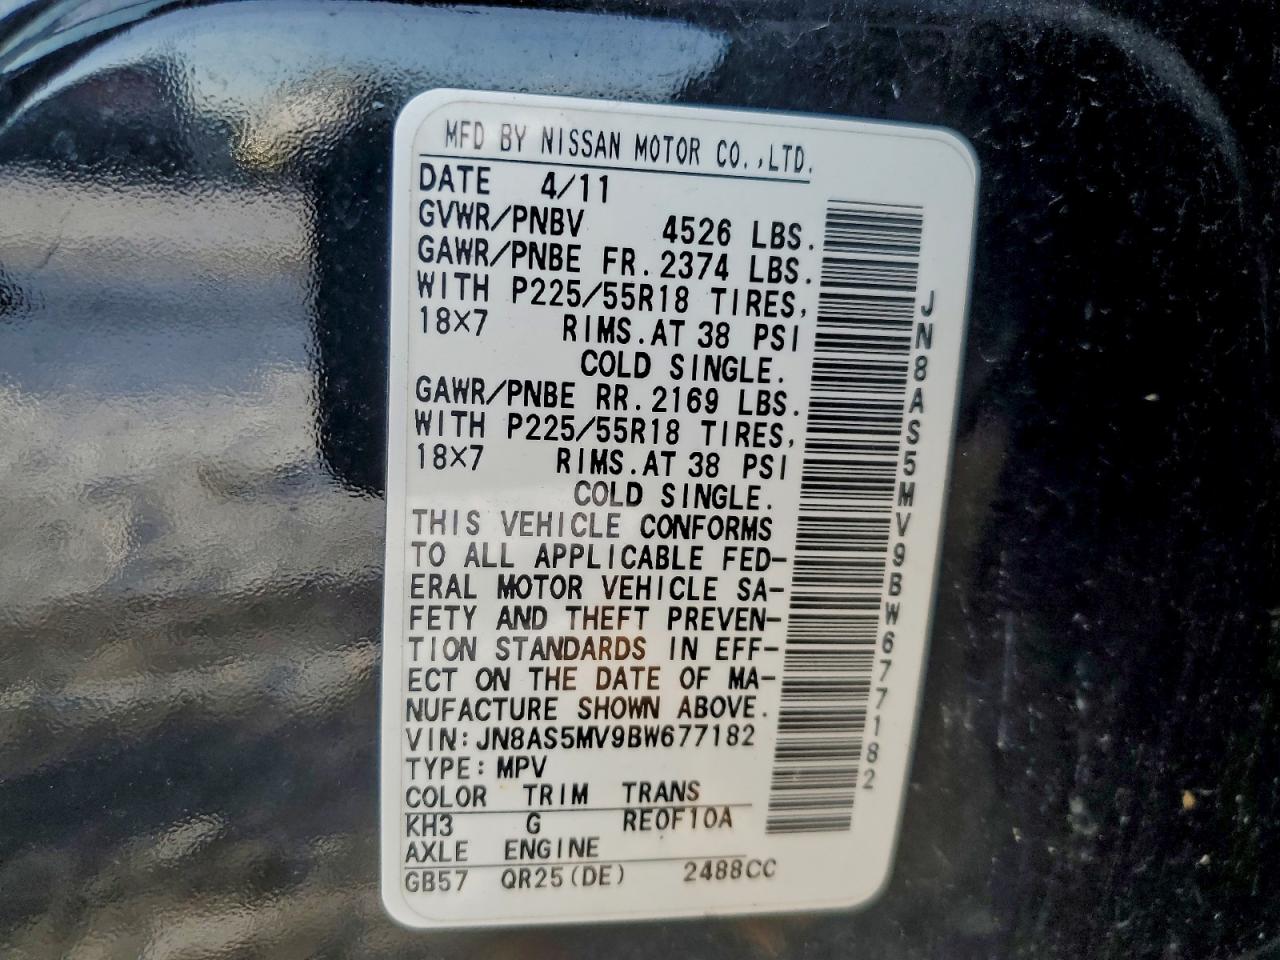 MFD BY NISSAN MOTOR CO.,LTD.
DATE 4/11
GVWR/PNBV 4526 LBS.
GAWR/PNBE FR.2374 LBS.
WITH P225/55R18 TIRES,
18X7 RIMS.AT 38 PSI
COLD SINGLE.
GAWR/PNBE RR.2169 LBS.
WITH P225/55R18 TIRES,
18X7 RIMS.AT 38 PSI
COLD SINGLE.
THIS VEHICLE CONFORMS
TO ALL APPLICABLE FED-
ERAL MOTOR VEHICLE SA-
FETY AND THEFT PREVEN-
TION STANDARDS IN EFF-
ECT ON THE DATE OF MA-
NUFACTURE SHOWN ABOVE.
VIN:JN8AS5MV9BW677182
TYPE:MPV
COLOR TRIM TRANS
KH3 G RE0F10A
AXLE ENGINE
GB57 QR25(DE) 2488CC
JN8AS5MV9BW677182